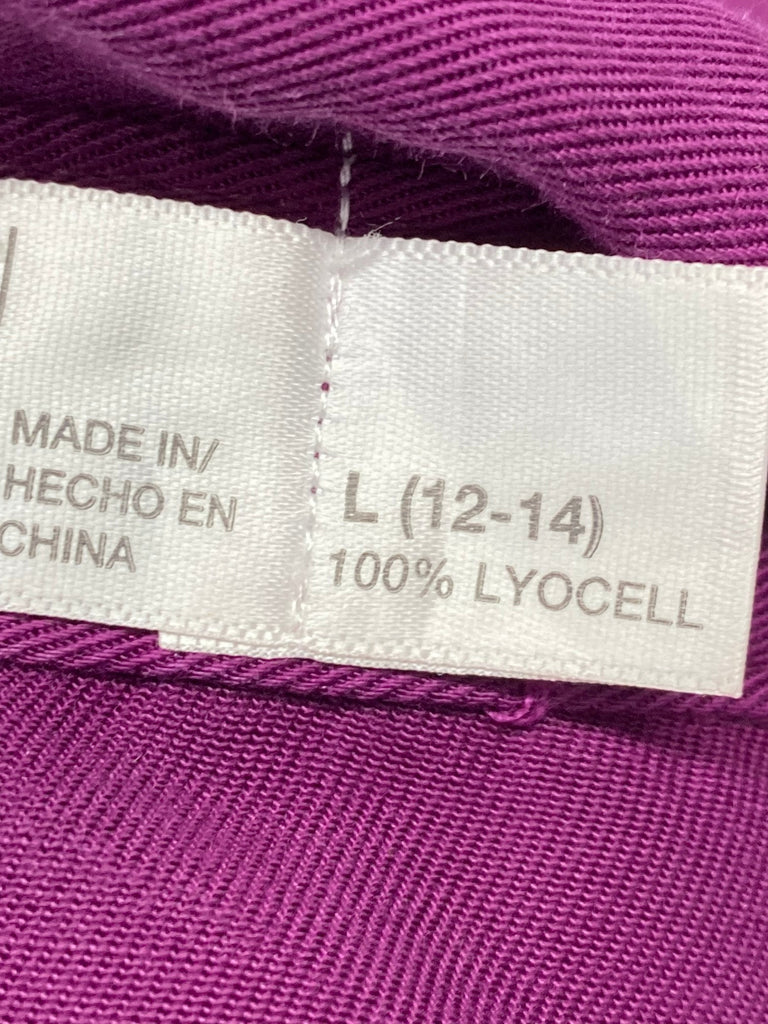 MADE IN/
HECHO EN
CHINA
L (12-14)
100% LYOCELL